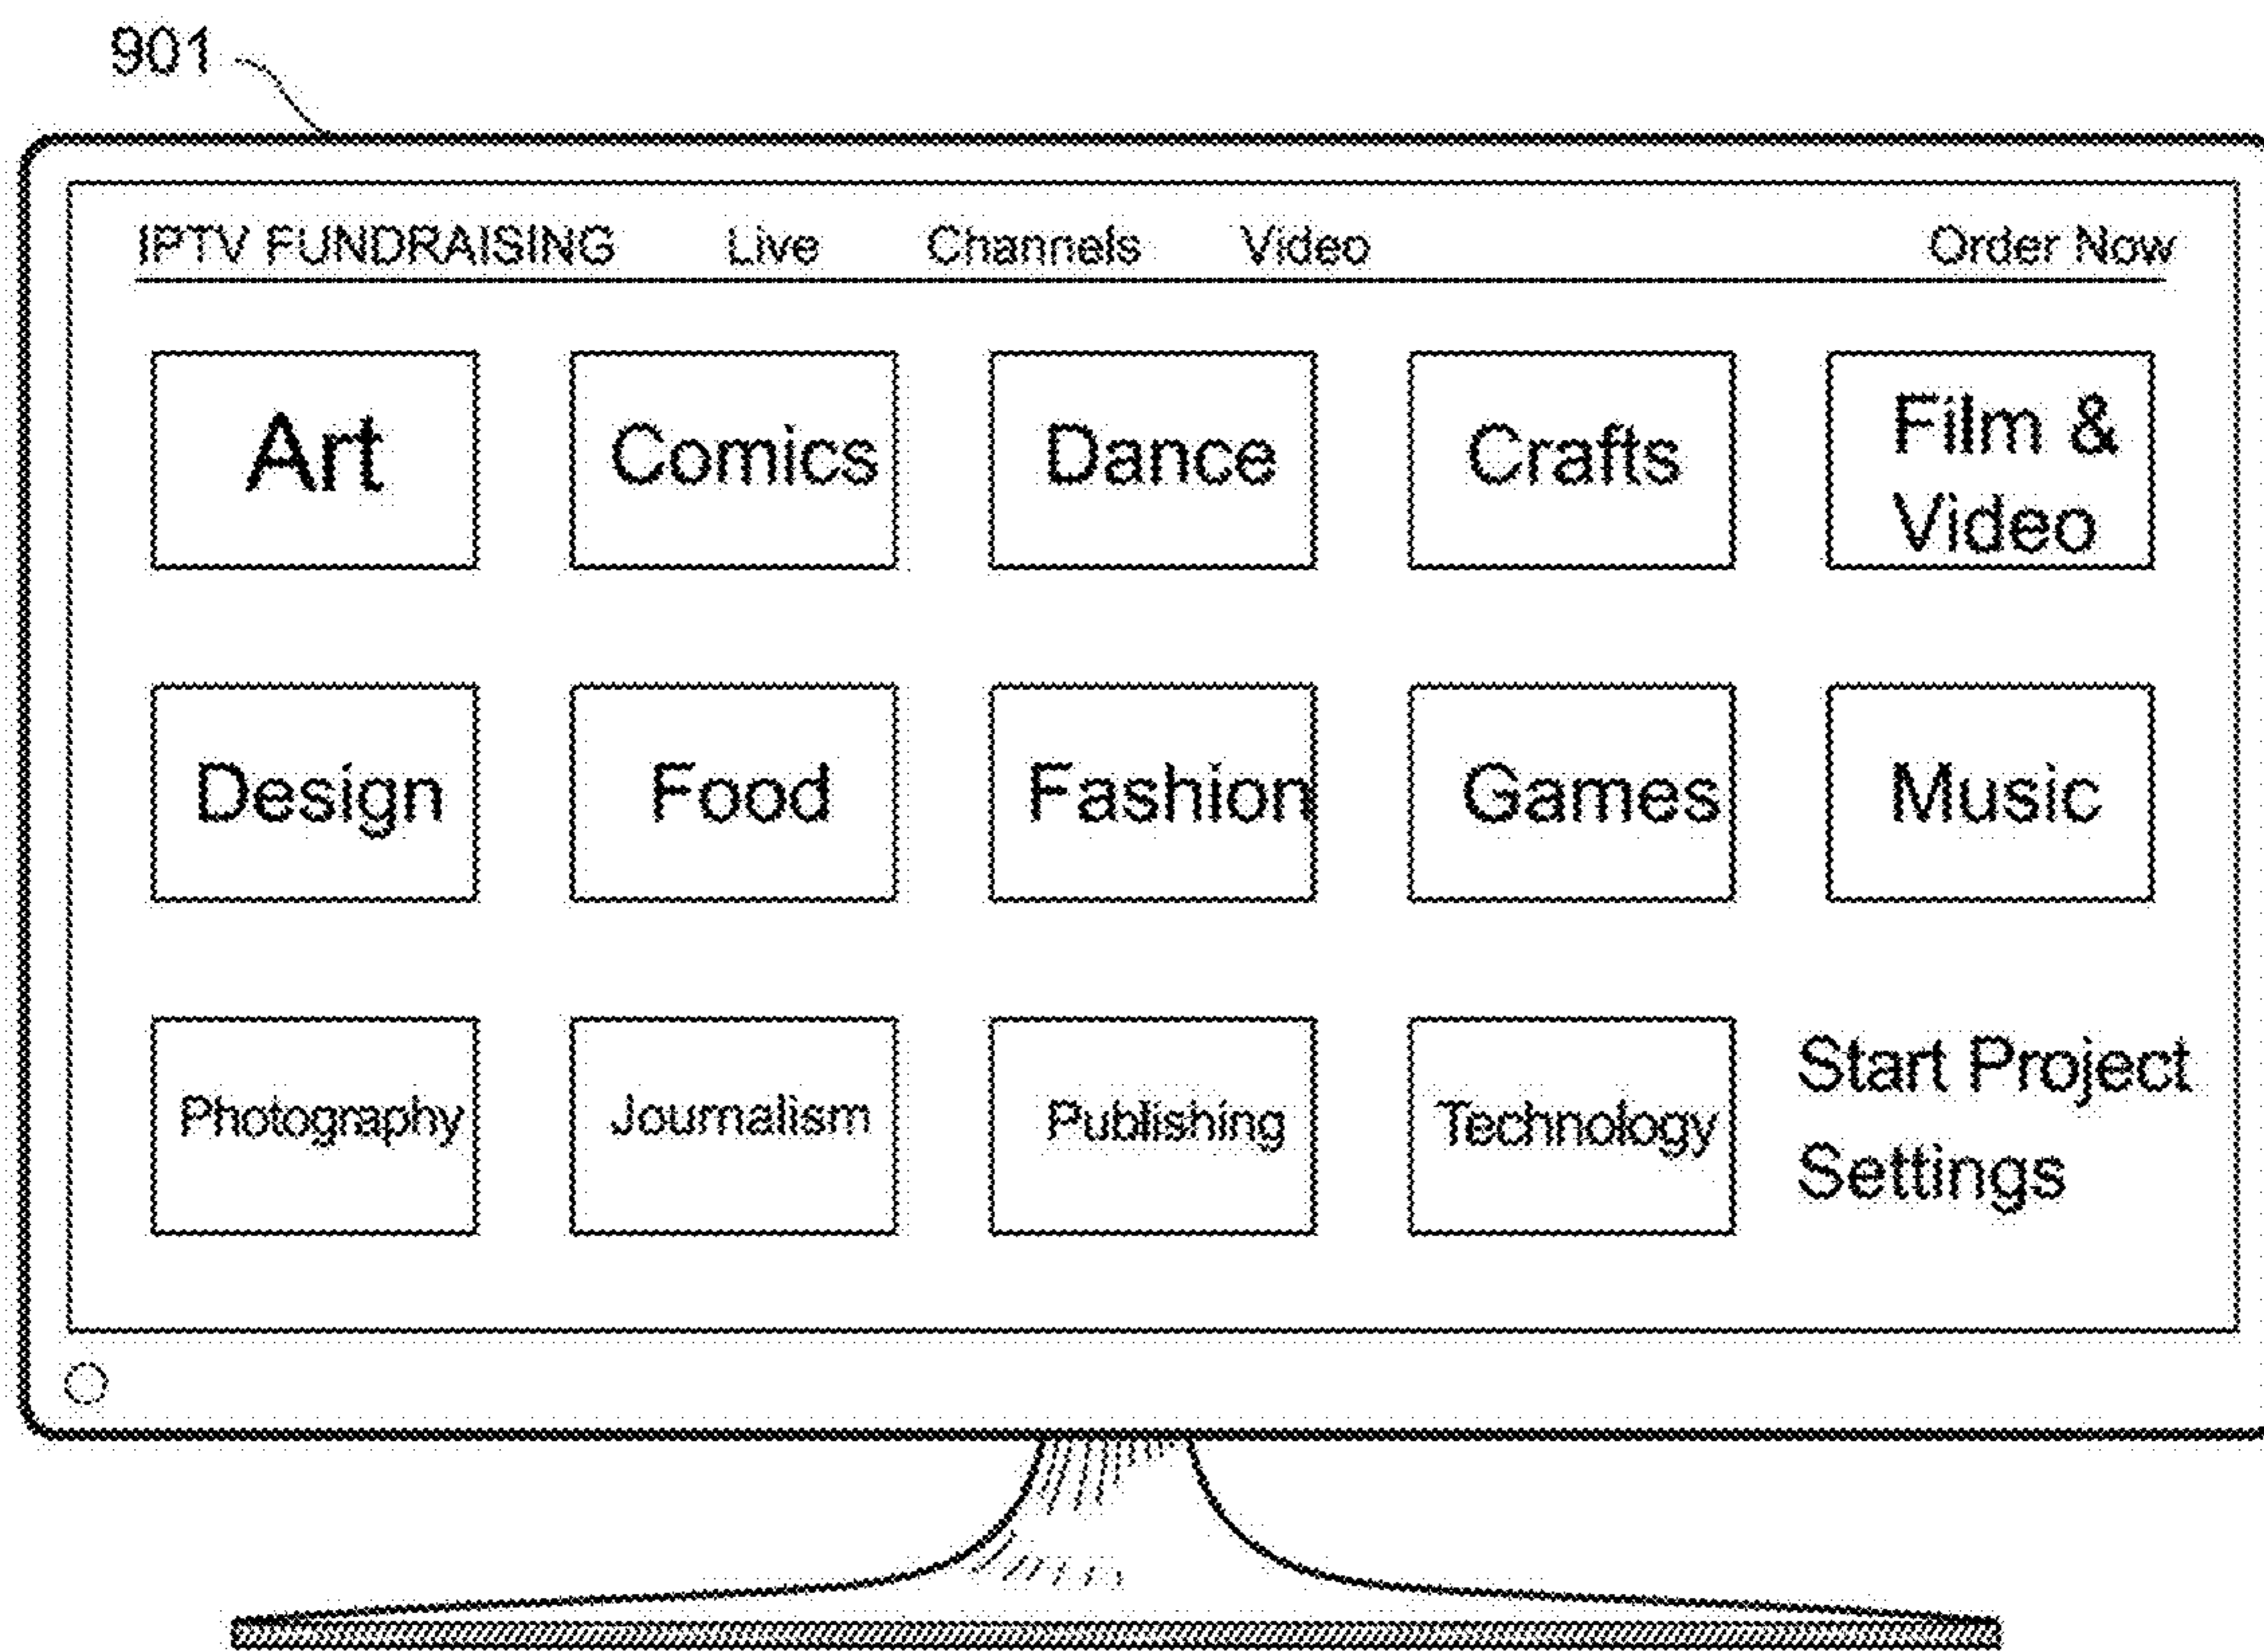 901
IPTV FUNDRAISING Live Channels Video Order Now
Art Comics Dance Crafts Film &
Video
Design Food Fashion Games Music
Photography Journalism Publishing Technology Start Project
Settings